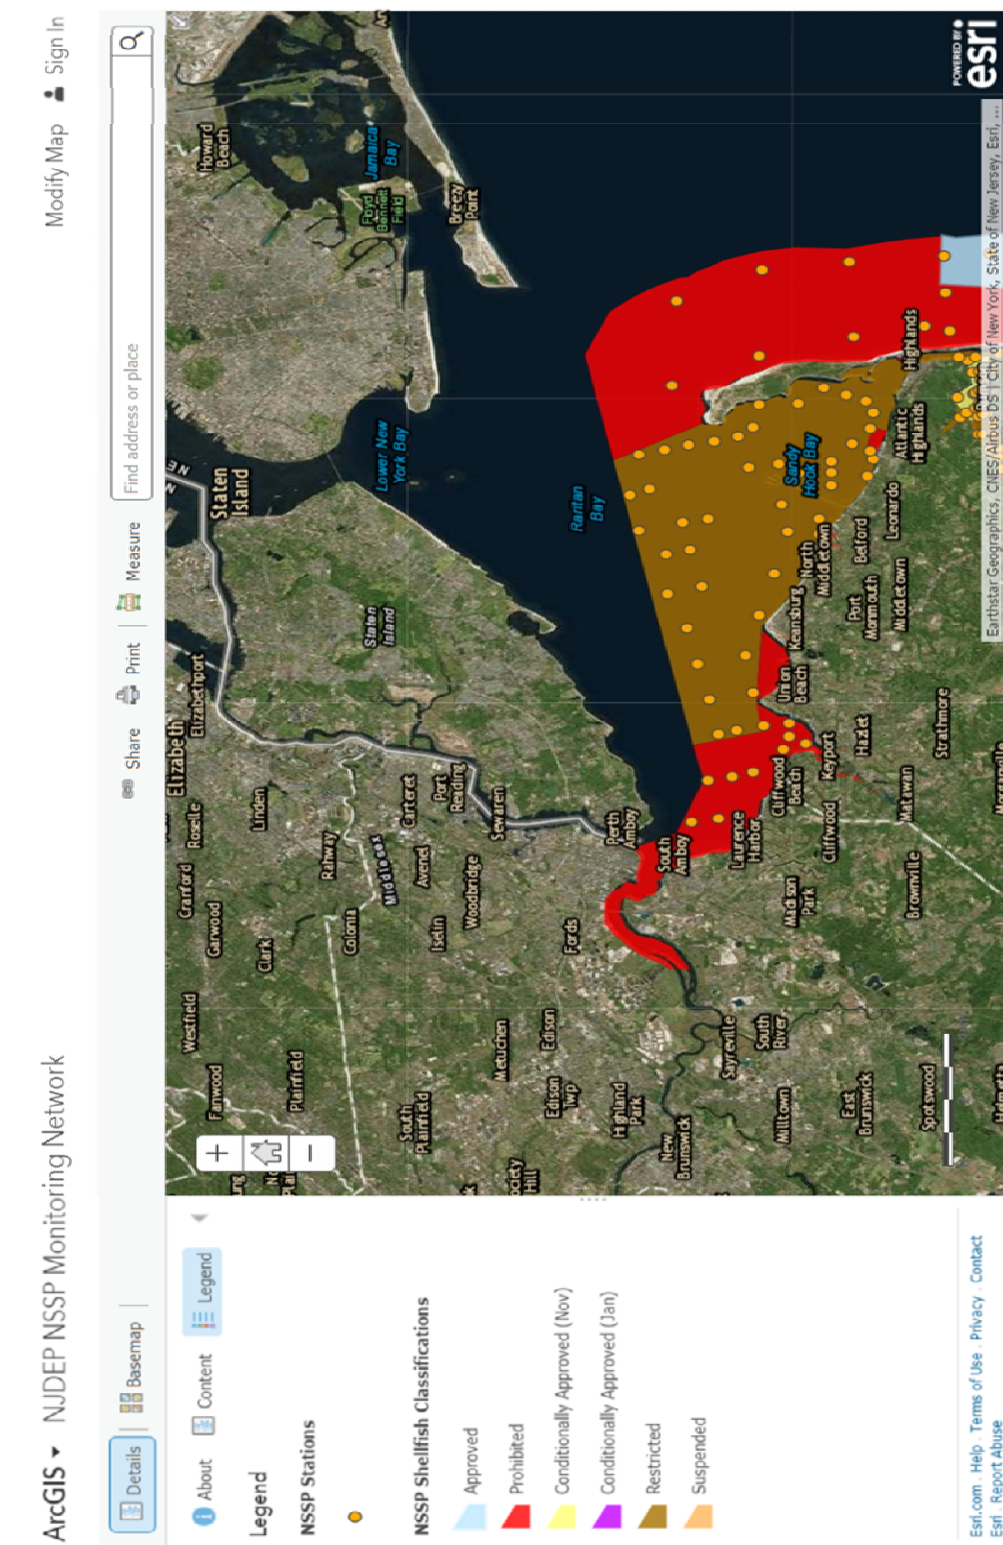 ArcGIS ▾ NJDEP NSSP Monitoring Network
Modify Map Sign In
Details
Basemap
Share
Print
Measure
Find address or place
About
Content
Legend
Legend
NSSP Stations
NSSP Shellfish Classifications
Approved
Prohibited
Conditionally Approved (Nov)
Conditionally Approved (Jan)
Restricted
Suspended
Esri.com . Help . Terms of Use . Privacy . Contact
Esri . Report Abuse
Westfield
Cranford
Roselle
Elizabeth
Elizabethport
Fanwood
Garwood
Staten
Island
Howard
Beach
Clark
Linden
Plainfield
Rahway
Colonia
Middlesex
Staten
Island
Lower New
York Bay
Floyd
Bennett
Field
Jamaica
Bay
South
Plainfield
Avenel
Carteret
Iselin
Port
Reading
Breezy
Point
Woodbridge
Sewaren
Metuchen
Society
Hill
Edison
Edison
Twp
Fords
Raritan
Bay
Highland
Park
Perth
Amboy
New
Brunswick
South
Amboy
Sayreville
Laurence
Harbor
South
River
Milltown
Madison
Park
Cliffwood
Beach
Union
Beach
Keansburg
North
Middletown
Sandy
Hook Bay
Cliffwood
Keyport
East
Brunswick
Hazlet
Port
Monmouth
Belford
Leonardo
Atlantic
Highlands
Highlands
Middletown
Spotswood
Brownville
Matawan
Strathmore
POWERED BY
esri
Earthstar Geographics, CNES/Airbus DS | City of New York, State of New Jersey, Esri, ...